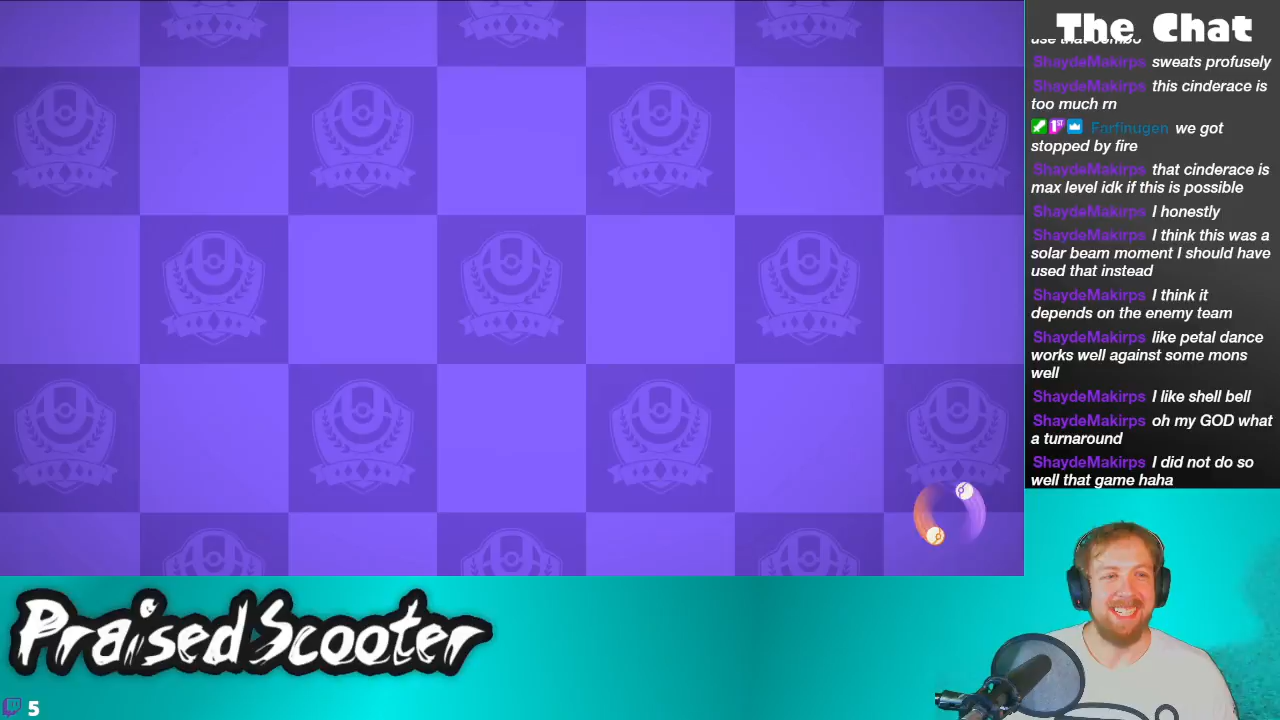 The Chat
use that combo
ShaydeMakirps sweats profusely
ShaydeMakirps this cinderace is
too much rn
1ST Fartinugen we got
stopped by fire
ShaydeMakirps that cinderace is
max level idk if this is possible
ShaydeMakirps I honestly
ShaydeMakirps I think this was a
solar beam moment I should have
used that instead
ShaydeMakirps I think it
depends on the enemy team
ShaydeMakirps like petal dance
works well against some mons
well
ShaydeMakirps I like shell bell
ShaydeMakirps oh my GOD what
a turnaround
ShaydeMakirps I did not do so
well that game haha
PraisedScooter
5